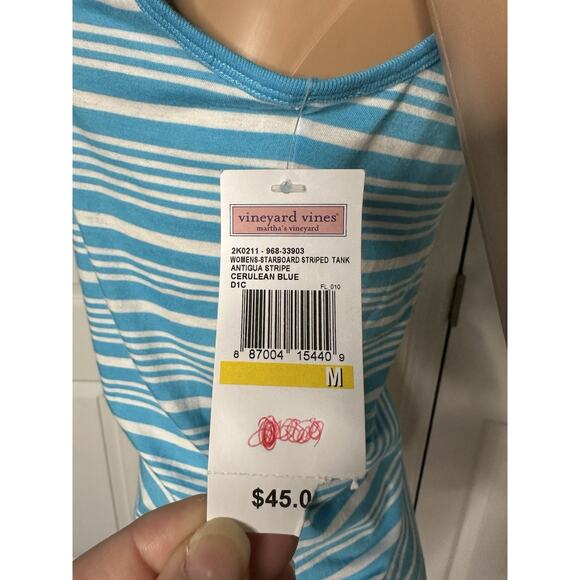 vineyard vines®
martha's vineyard
2K0211 - 968-33903
WOMENS-STARBOARD STRIPED TANK
ANTIGUA STRIPE
CERULEAN BLUE
D1C FL_010
8 87004 15440 9
M
$45.0